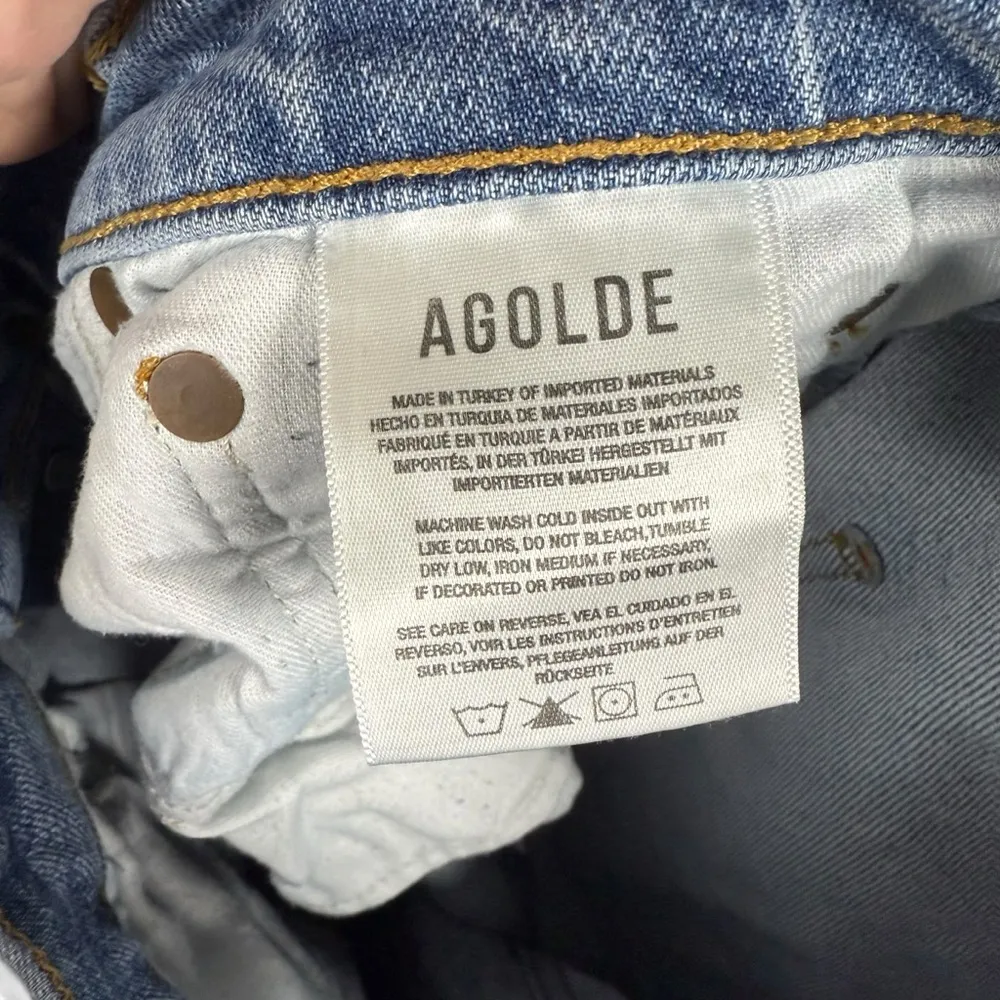 AGOLDE
MADE IN TURKEY OF IMPORTED MATERIALS
HECHO EN TURQUIA DE MATERIALES IMPORTADOS
FABRIQUÉ EN TURQUIE A PARTIR DE MATÉRIAUX
IMPORTÉS, IN DER TÜRKEI HERGESTELLT MIT
IMPORTIERTEN MATERIALIEN
MACHINE WASH COLD INSIDE OUT WITH
LIKE COLORS, DO NOT BLEACH, TUMBLE
DRY LOW, IRON MEDIUM IF NECESSARY,
IF DECORATED OR PRINTED DO NOT IRON.
SEE CARE ON REVERSE, VEA EL CUIDADO EN EL
REVERSO, VOIR LES INSTRUCTIONS D'ENTRETIEN
SUR L'ENVERS, PFLEGEANLEITUNG AUF DER
RÜCKSEITE